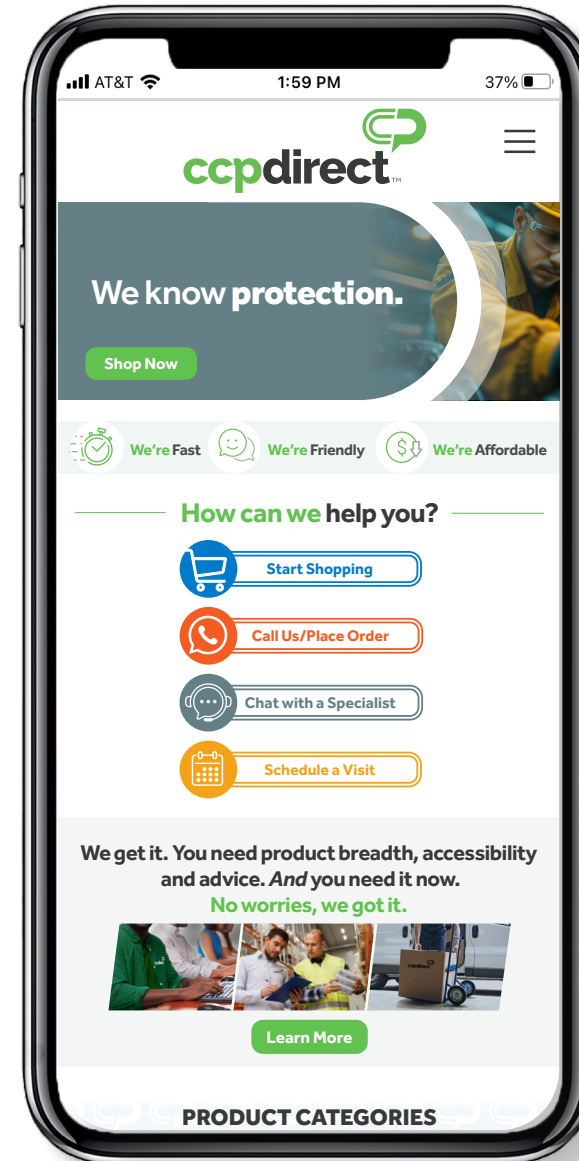 AT&T
1:59 PM
37%
ccpdirect™
We know protection.
Shop Now
We're Fast
We're Friendly
We're Affordable
How can we help you?
Start Shopping
Call Us/Place Order
Chat with a Specialist
Schedule a Visit
We get it. You need product breadth, accessibility
and advice. And you need it now.
No worries, we got it.
ccpdirect
Learn More
PRODUCT CATEGORIES